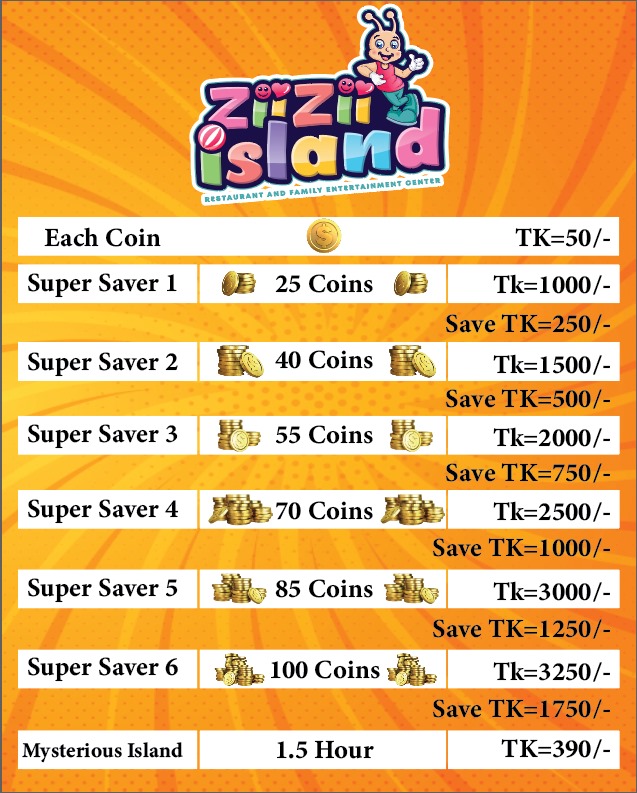 ziizii
island
RESTAURANT AND FAMILY ENTERTAINMENT CENTER
Each Coin TK=50/-
Super Saver 1 25 Coins Tk=1000/-
Save TK=250/-
Super Saver 2 40 Coins Tk=1500/-
Save TK=500/-
Super Saver 3 55 Coins Tk=2000/-
Save TK=750/-
Super Saver 4 70 Coins Tk=2500/-
Save TK=1000/-
Super Saver 5 85 Coins Tk=3000/-
Save TK=1250/-
Super Saver 6 100 Coins Tk=3250/-
Save TK=1750/-
Mysterious Island 1.5 Hour TK=390/-